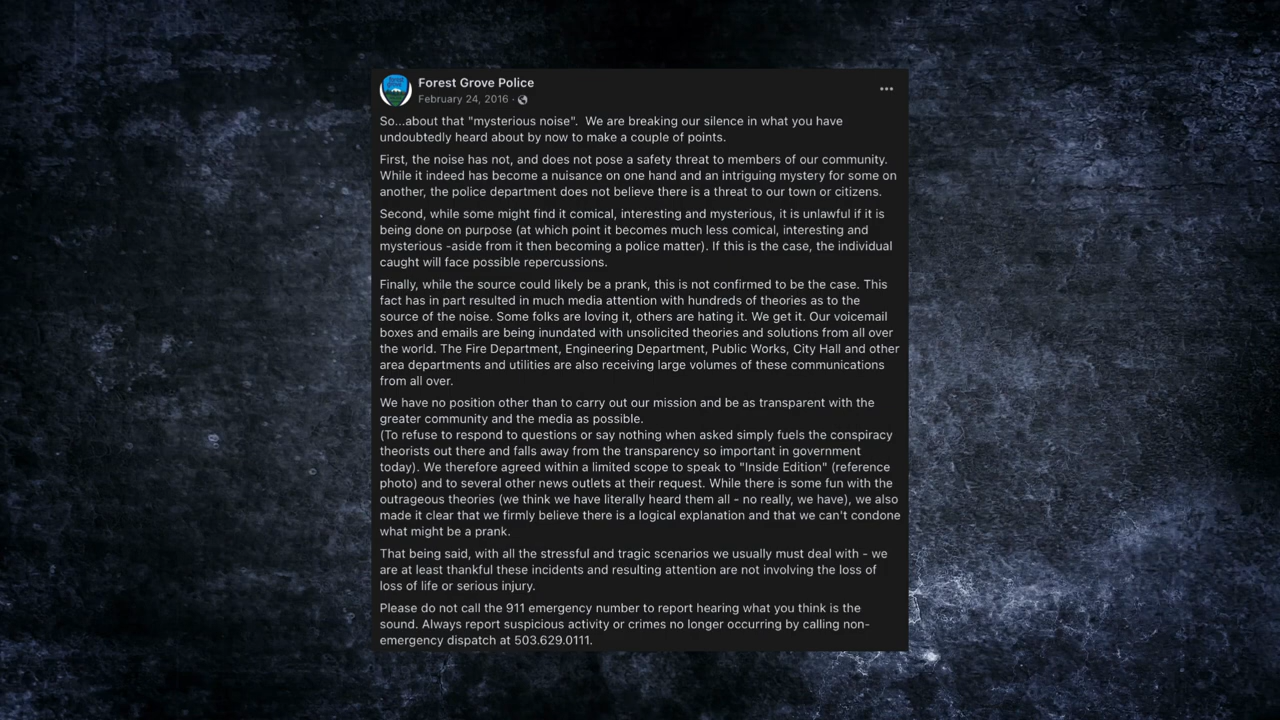 Forest Grove Police
February 24, 2016 ·
So...about that "mysterious noise".  We are breaking our silence in what you have
undoubtedly heard about by now to make a couple of points.
First, the noise has not, and does not pose a safety threat to members of our community.
While it indeed has become a nuisance on one hand and an intriguing mystery for some on
another, the police department does not believe there is a threat to our town or citizens.
Second, while some might find it comical, interesting and mysterious, it is unlawful if it is
being done on purpose (at which point it becomes much less comical, interesting and
mysterious -aside from it then becoming a police matter). If this is the case, the individual
caught will face possible repercussions.
Finally, while the source could likely be a prank, this is not confirmed to be the case. This
fact has in part resulted in much media attention with hundreds of theories as to the
source of the noise. Some folks are loving it, others are hating it. We get it. Our voicemail
boxes and emails are being inundated with unsolicited theories and solutions from all over
the world. The Fire Department, Engineering Department, Public Works, City Hall and other
area departments and utilities are also receiving large volumes of these communications
from all over.
We have no position other than to carry out our mission and be as transparent with the
greater community and the media as possible.
(To refuse to respond to questions or say nothing when asked simply fuels the conspiracy
theorists out there and falls away from the transparency so important in government
today). We therefore agreed within a limited scope to speak to "Inside Edition" (reference
photo) and to several other news outlets at their request. While there is some fun with the
outrageous theories (we think we have literally heard them all - no really, we have), we also
made it clear that we firmly believe there is a logical explanation and that we can't condone
what might be a prank.
That being said, with all the stressful and tragic scenarios we usually must deal with - we
are at least thankful these incidents and resulting attention are not involving the loss of
loss of life or serious injury.
Please do not call the 911 emergency number to report hearing what you think is the
sound. Always report suspicious activity or crimes no longer occurring by calling non-
emergency dispatch at 503.629.0111.